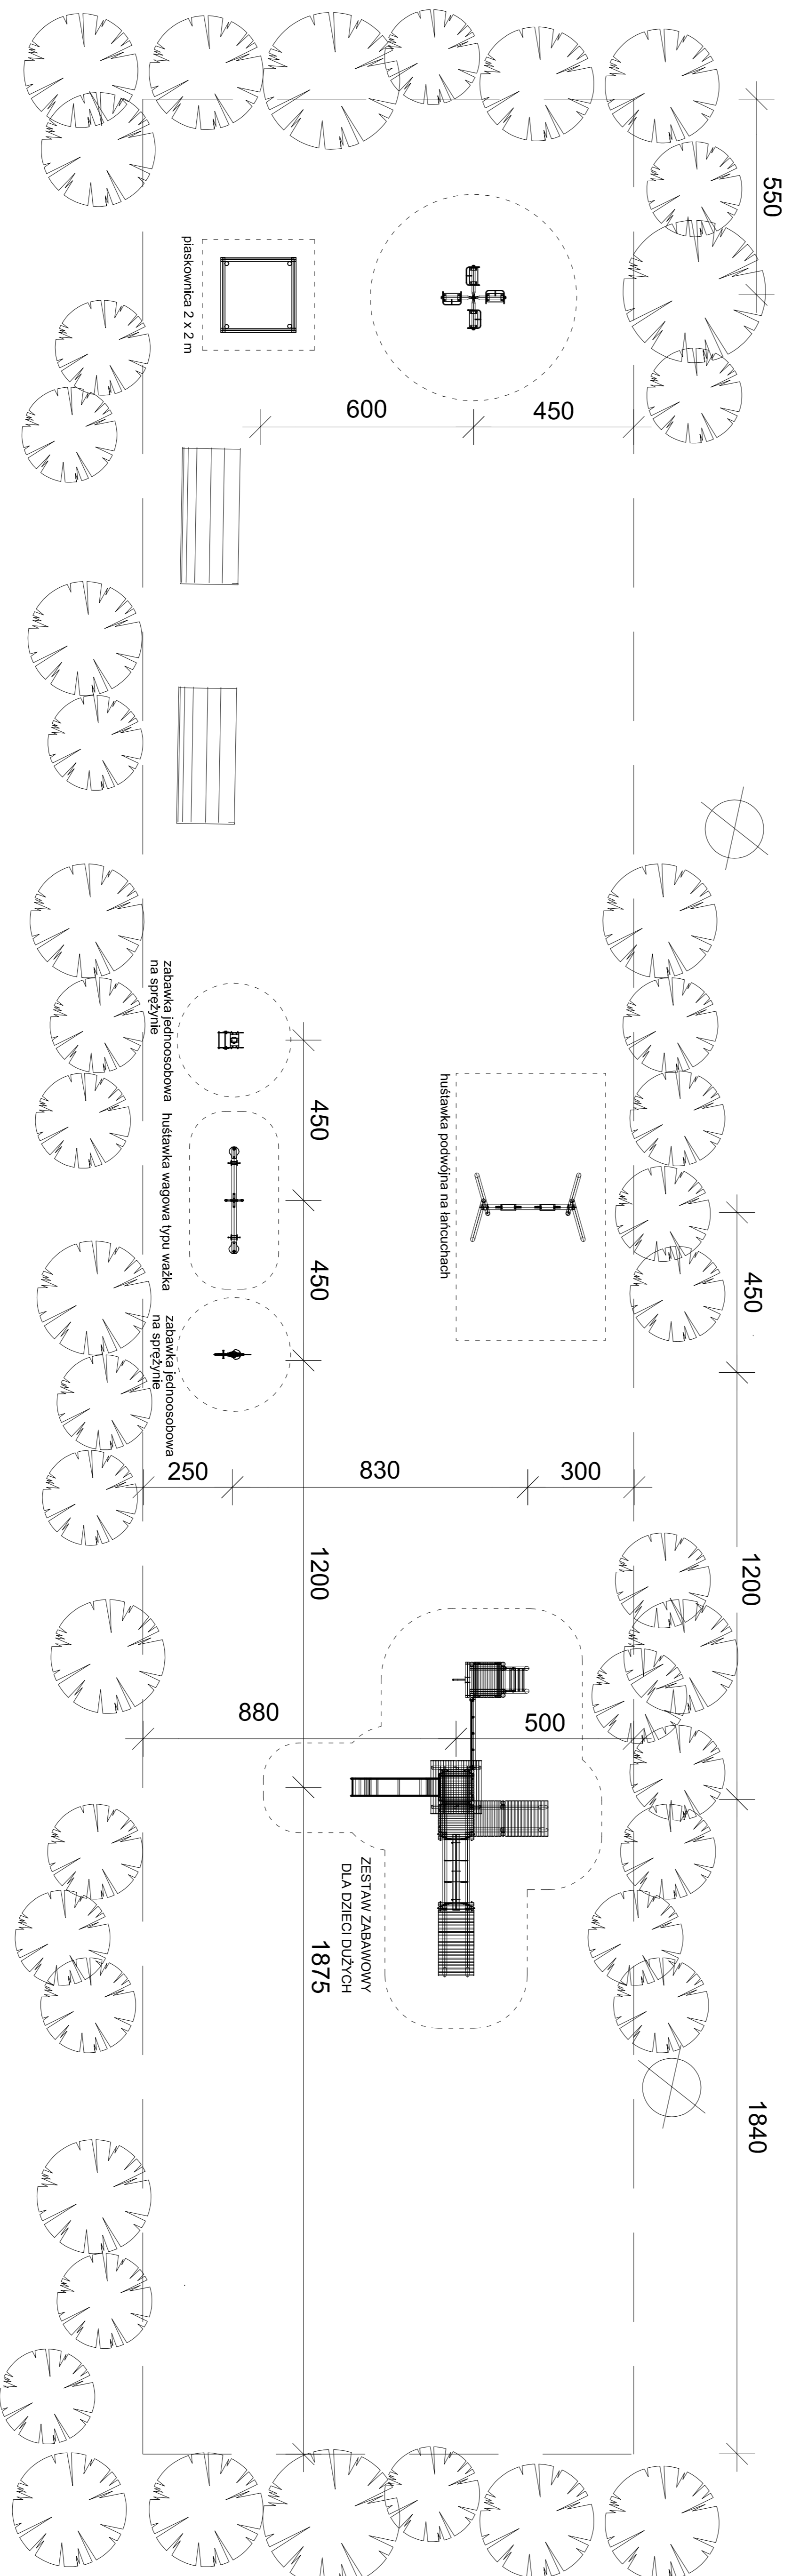 550
piaskownica 2 x 2 m
600
450
zabawka jednoosobowa
na sprężynie
450
huśtawka podwójna na łańcuchach
huśtawka wagowa typu ważka
450
450
zabawka jednoosobowa
na sprężynie
250
830
300
1200
1200
880
500
ZESTAW ZABAWOWY
DLA DZIECI DUŻYCH
1875
1840